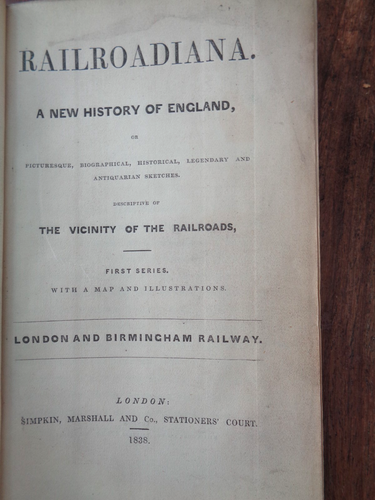 RAILROADIANA.
A NEW HISTORY OF ENGLAND,
OR
PICTURESQUE, BIOGRAPHICAL, HISTORICAL, LEGENDARY AND
ANTIQUARIAN SKETCHES.
DESCRIPTIVE OF
THE VICINITY OF THE RAILROADS,
FIRST SERIES.
WITH A MAP AND ILLUSTRATIONS.
LONDON AND BIRMINGHAM RAILWAY.
LONDON:
SIMPKIN, MARSHALL AND Co., STATIONERS' COURT.
1838.